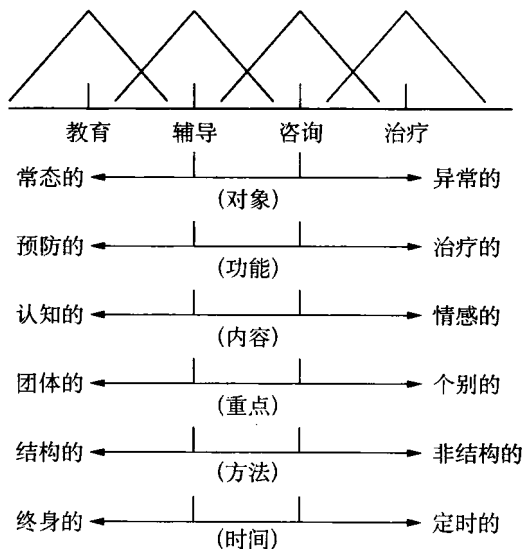 教育 辅导 咨询 治疗
常态的 (对象) 异常的
预防的 (功能) 治疗的
认知的 (内容) 情感的
团体的 (重点) 个别的
结构的 (方法) 非结构的
终身的 (时间) 定时的